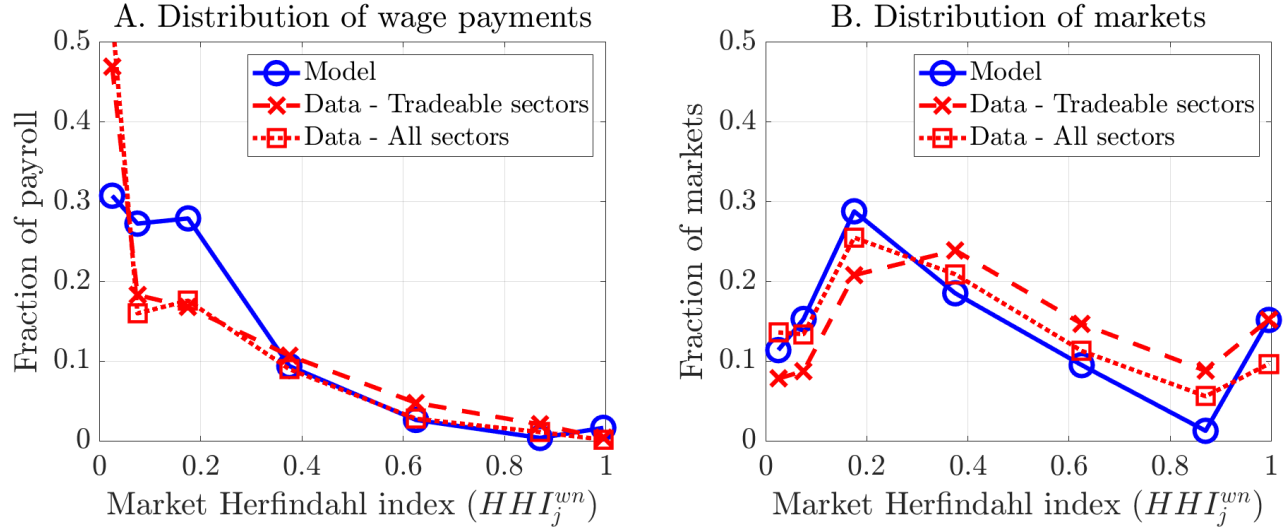 A. Distribution of wage payments
0.5
0.4
0.3
0.2
0.1
0
Fraction of payroll
Model
Data - Tradeable sectors
Data - All sectors
0 0.2 0.4 0.6 0.8 1
Market Herfindahl index (HHI_j^{wn})
B. Distribution of markets
0.5
0.4
0.3
0.2
0.1
0
Fraction of markets
Model
Data - Tradeable sectors
Data - All sectors
0 0.2 0.4 0.6 0.8 1
Market Herfindahl index (HHI_j^{wn})